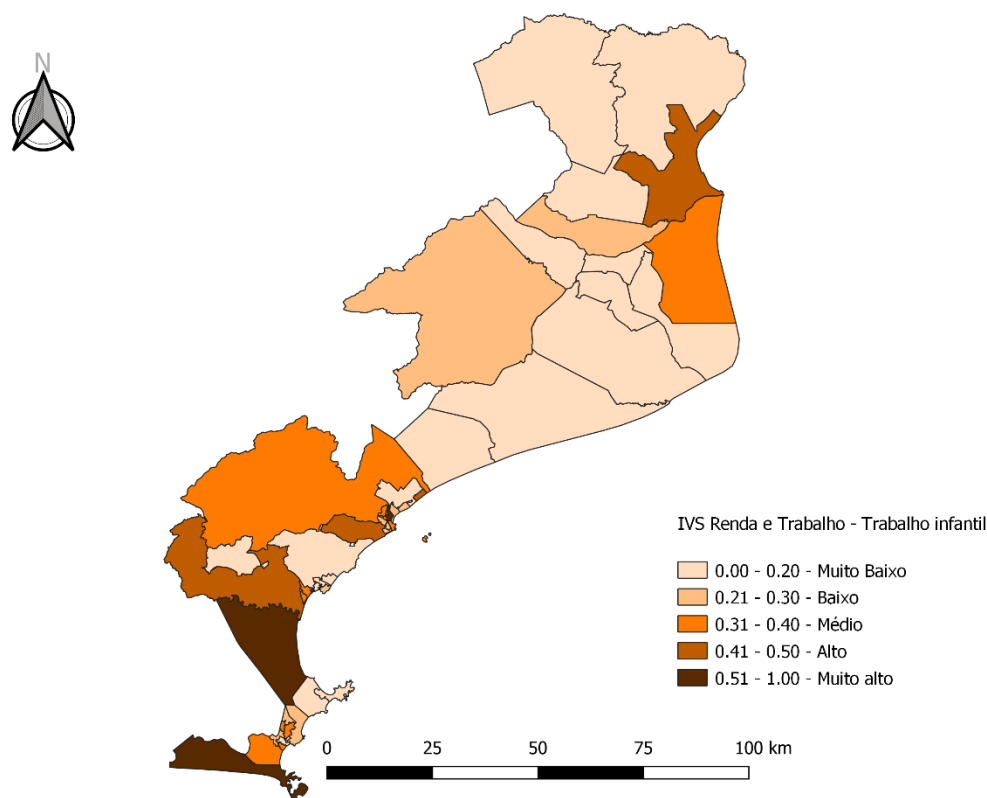 N
IVS Renda e Trabalho - Trabalho infantil
0.00 - 0.20 - Muito Baixo
0.21 - 0.30 - Baixo
0.31 - 0.40 - Médio
0.41 - 0.50 - Alto
0.51 - 1.00 - Muito alto
0 25 50 75 100 km